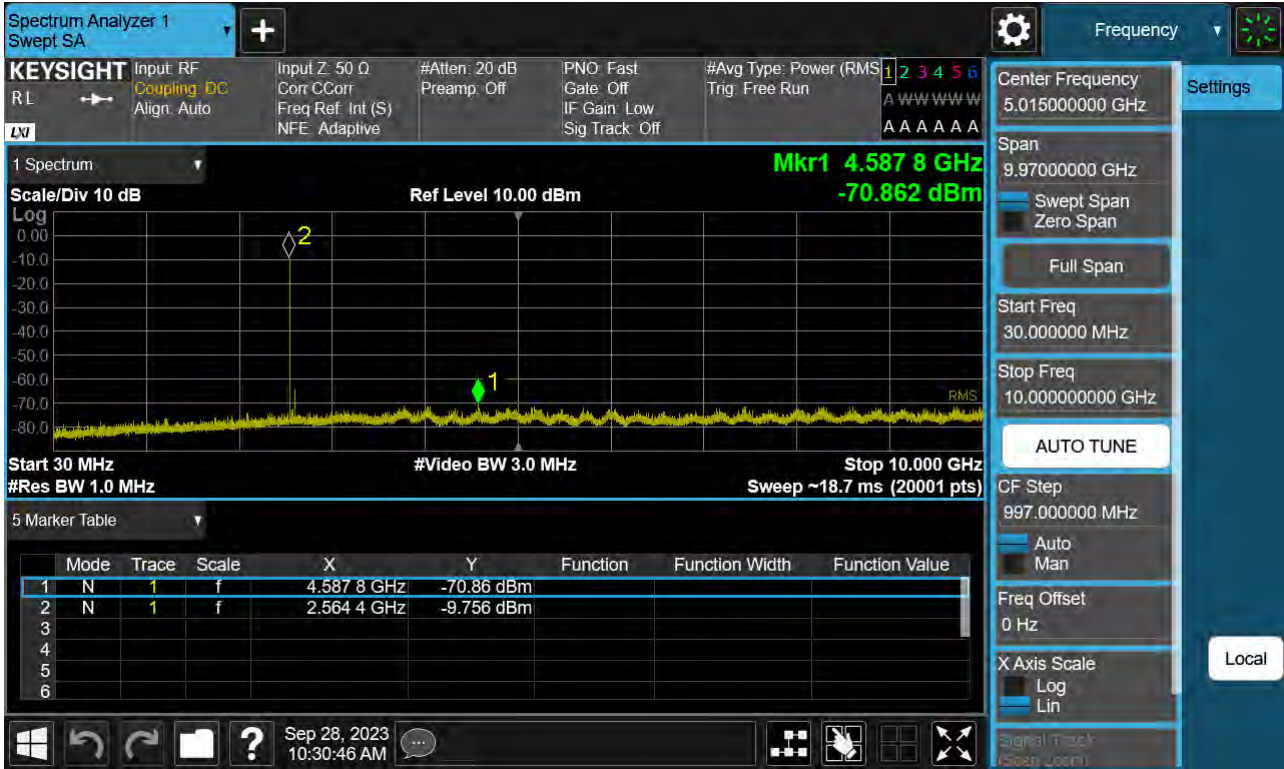 Spectrum Analyzer 1
Swept SA
+
Frequency
KEYSIGHT
RL
LXI
Input: RF
Coupling: DC
Align: Auto
Input Z: 50 Ω
Corr CCorr
Freq Ref: Int (S)
NFE: Adaptive
#Atten: 20 dB
Preamp: Off
PNO: Fast
Gate: Off
IF Gain: Low
Sig Track: Off
#Avg Type: Power (RMS
Trig: Free Run
1 2 3 4 5 6
A W W W W W
A A A A A A
1 Spectrum
Mkr1 4.587 8 GHz
-70.862 dBm
Scale/Div 10 dB
Ref Level 10.00 dBm
Log
0.00
-10.0
-20.0
-30.0
-40.0
-50.0
-60.0
-70.0
-80.0
2
1
RMS
Start 30 MHz
#Video BW 3.0 MHz
Stop 10.000 GHz
#Res BW 1.0 MHz
Sweep ~18.7 ms (20001 pts)
5 Marker Table
Mode Trace Scale X Y Function Function Width Function Value
1 N 1 f 4.587 8 GHz -70.86 dBm
2 N 1 f 2.564 4 GHz -9.756 dBm
3
4
5
6
Sep 28, 2023
10:30:46 AM
?
Center Frequency
5.015000000 GHz
Settings
Span
9.97000000 GHz
Swept Span
Zero Span
Full Span
Start Freq
30.000000 MHz
Stop Freq
10.000000000 GHz
AUTO TUNE
CF Step
997.000000 MHz
Auto
Man
Freq Offset
0 Hz
X Axis Scale
Log
Lin
Local
Signal Track
(Span Zoom)